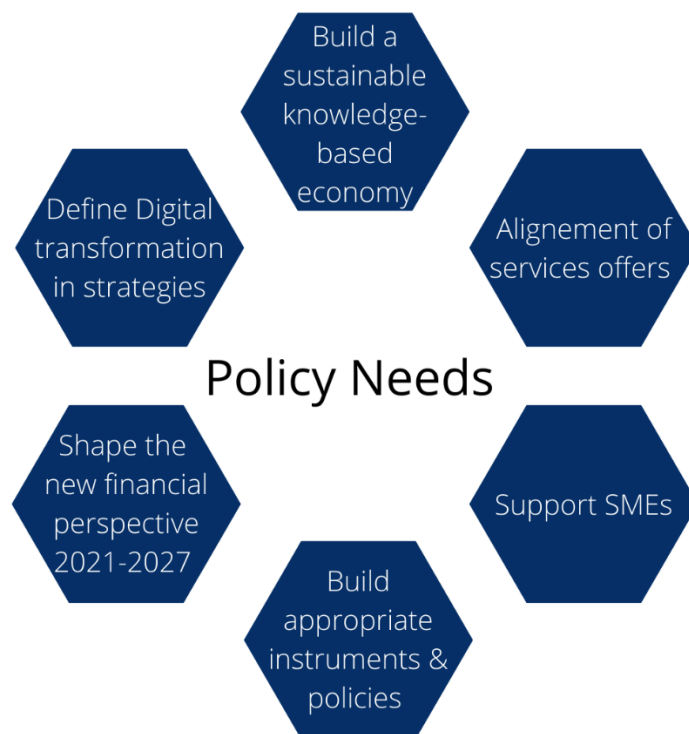 Build a
sustainable
knowledge-
based
economy
Define Digital
transformation
in strategies
Alignement of
services offers
Policy Needs
Shape the
new financial
perspective
2021-2027
Support SMEs
Build
appropriate
instruments &
policies